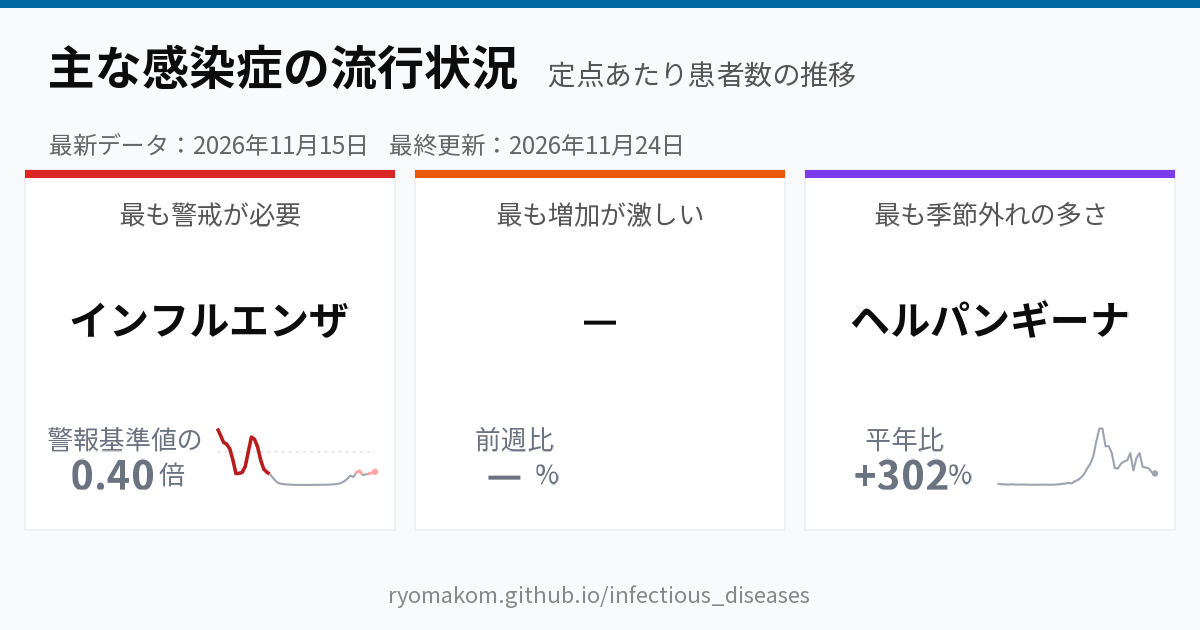 主な感染症の流行状況 定点あたり患者数の推移
最新データ：2026年11月15日 最終更新：2026年11月24日
最も警戒が必要
インフルエンザ
警報基準値の
0.40倍
最も増加が激しい
—
前週比
— %
最も季節外れの多さ
ヘルパンギーナ
平年比
+302%
ryomakom.github.io/infectious_diseases